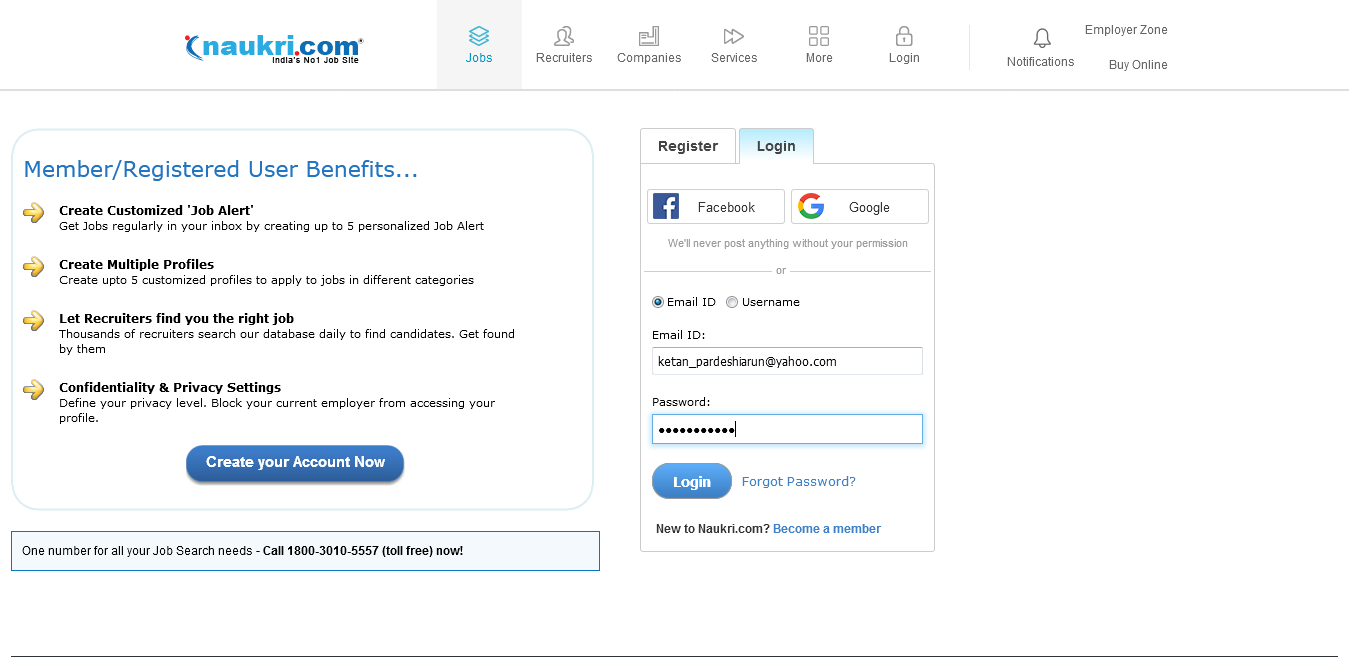 naukri.com
India's No1 Job Site
Jobs
Recruiters
Companies
Services
More
Login
Notifications
Employer Zone
Buy Online
Member/Registered User Benefits...
Create Customized 'Job Alert'
Get Jobs regularly in your inbox by creating up to 5 personalized Job Alert
Create Multiple Profiles
Create upto 5 customized profiles to apply to jobs in different categories
Let Recruiters find you the right job
Thousands of recruiters search our database daily to find candidates. Get found
by them
Confidentiality & Privacy Settings
Define your privacy level. Block your current employer from accessing your
profile.
Create your Account Now
One number for all your Job Search needs - Call 1800-3010-5557 (toll free) now!
Register
Login
Facebook
Google
We'll never post anything without your permission
or
Email ID
Username
Email ID:
ketan_pardeshiarun@yahoo.com
Password:
•••••••••••
Login
Forgot Password?
New to Naukri.com? Become a member